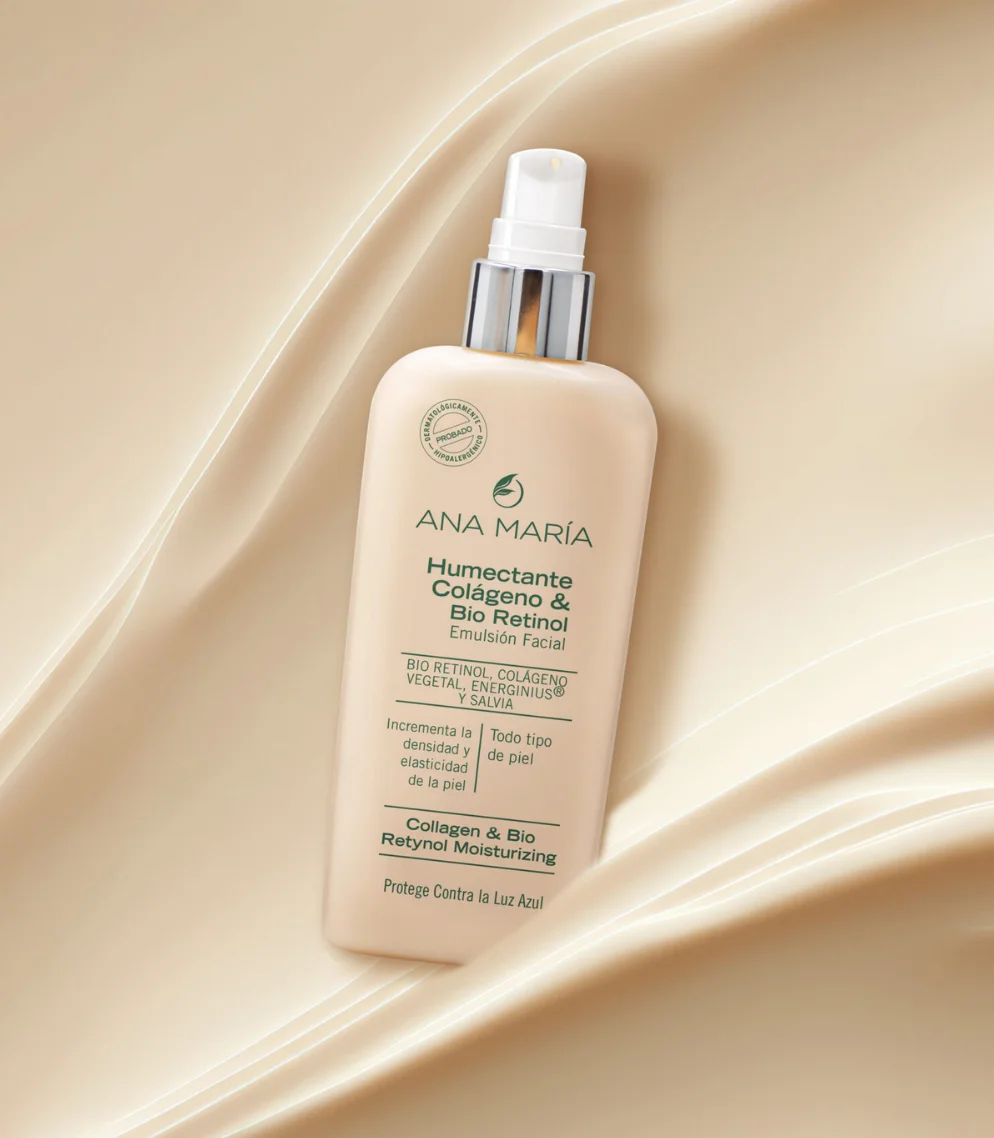 DERMATOLÓGICAMENTE
PROBADO
HIPOALERGÉNICO
ANA MARÍA
Humectante
Colágeno &
Bio Retinol
Emulsión Facial
BIO RETINOL, COLÁGENO
VEGETAL, ENERGINIUS®
Y SALVIA
Incrementa la
densidad y
elasticidad
de la piel
Todo tipo
de piel
Collagen & Bio
Retynol Moisturizing
Protege Contra la Luz Azul